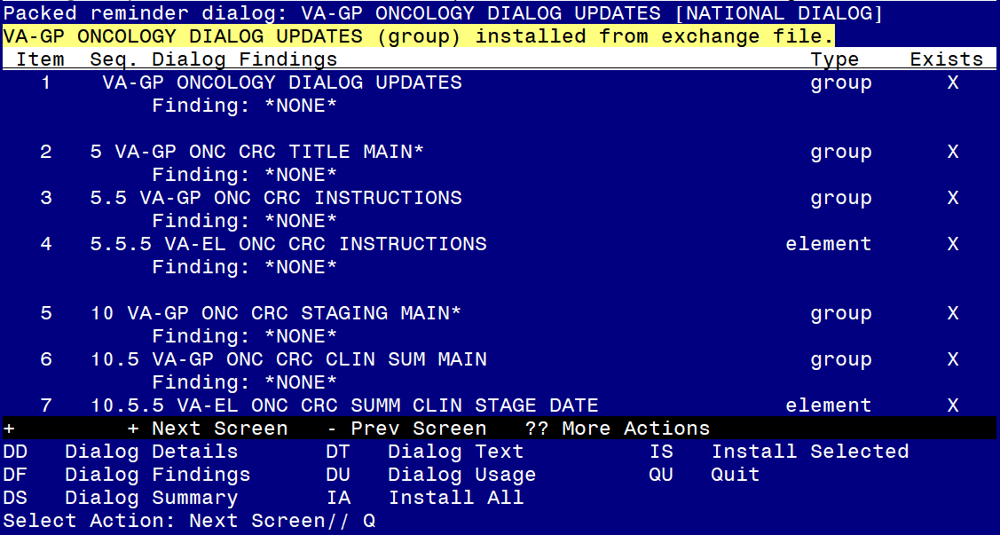 Packed reminder dialog: VA-GP ONCOLOGY DIALOG UPDATES [NATIONAL DIALOG]
VA-GP ONCOLOGY DIALOG UPDATES (group) installed from exchange file.
Item Seq. Dialog Findings Type Exists
1 VA-GP ONCOLOGY DIALOG UPDATES group X
Finding: *NONE*
2 5 VA-GP ONC CRC TITLE MAIN* group X
Finding: *NONE*
3 5.5 VA-GP ONC CRC INSTRUCTIONS group X
Finding: *NONE*
4 5.5.5 VA-EL ONC CRC INSTRUCTIONS element X
Finding: *NONE*
5 10 VA-GP ONC CRC STAGING MAIN* group X
Finding: *NONE*
6 10.5 VA-GP ONC CRC CLIN SUM MAIN group X
Finding: *NONE*
7 10.5.5 VA-EL ONC CRC SUMM CLIN STAGE DATE element X
+ + Next Screen - Prev Screen ?? More Actions
DD Dialog Details DT Dialog Text IS Install Selected
DF Dialog Findings DU Dialog Usage QU Quit
DS Dialog Summary IA Install All
Select Action: Next Screen// Q